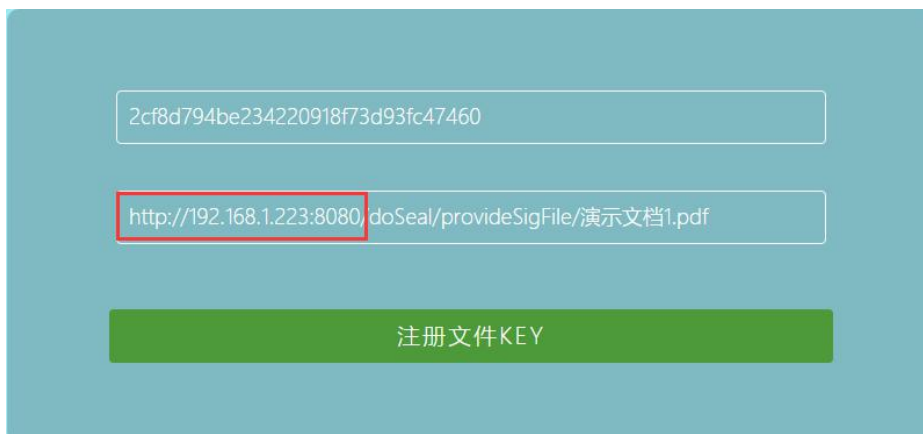 2cf8d794be234220918f73d93fc47460
http://192.168.1.223:8080/doSeal/provideSigFile/演示文档1.pdf
注册文件KEY